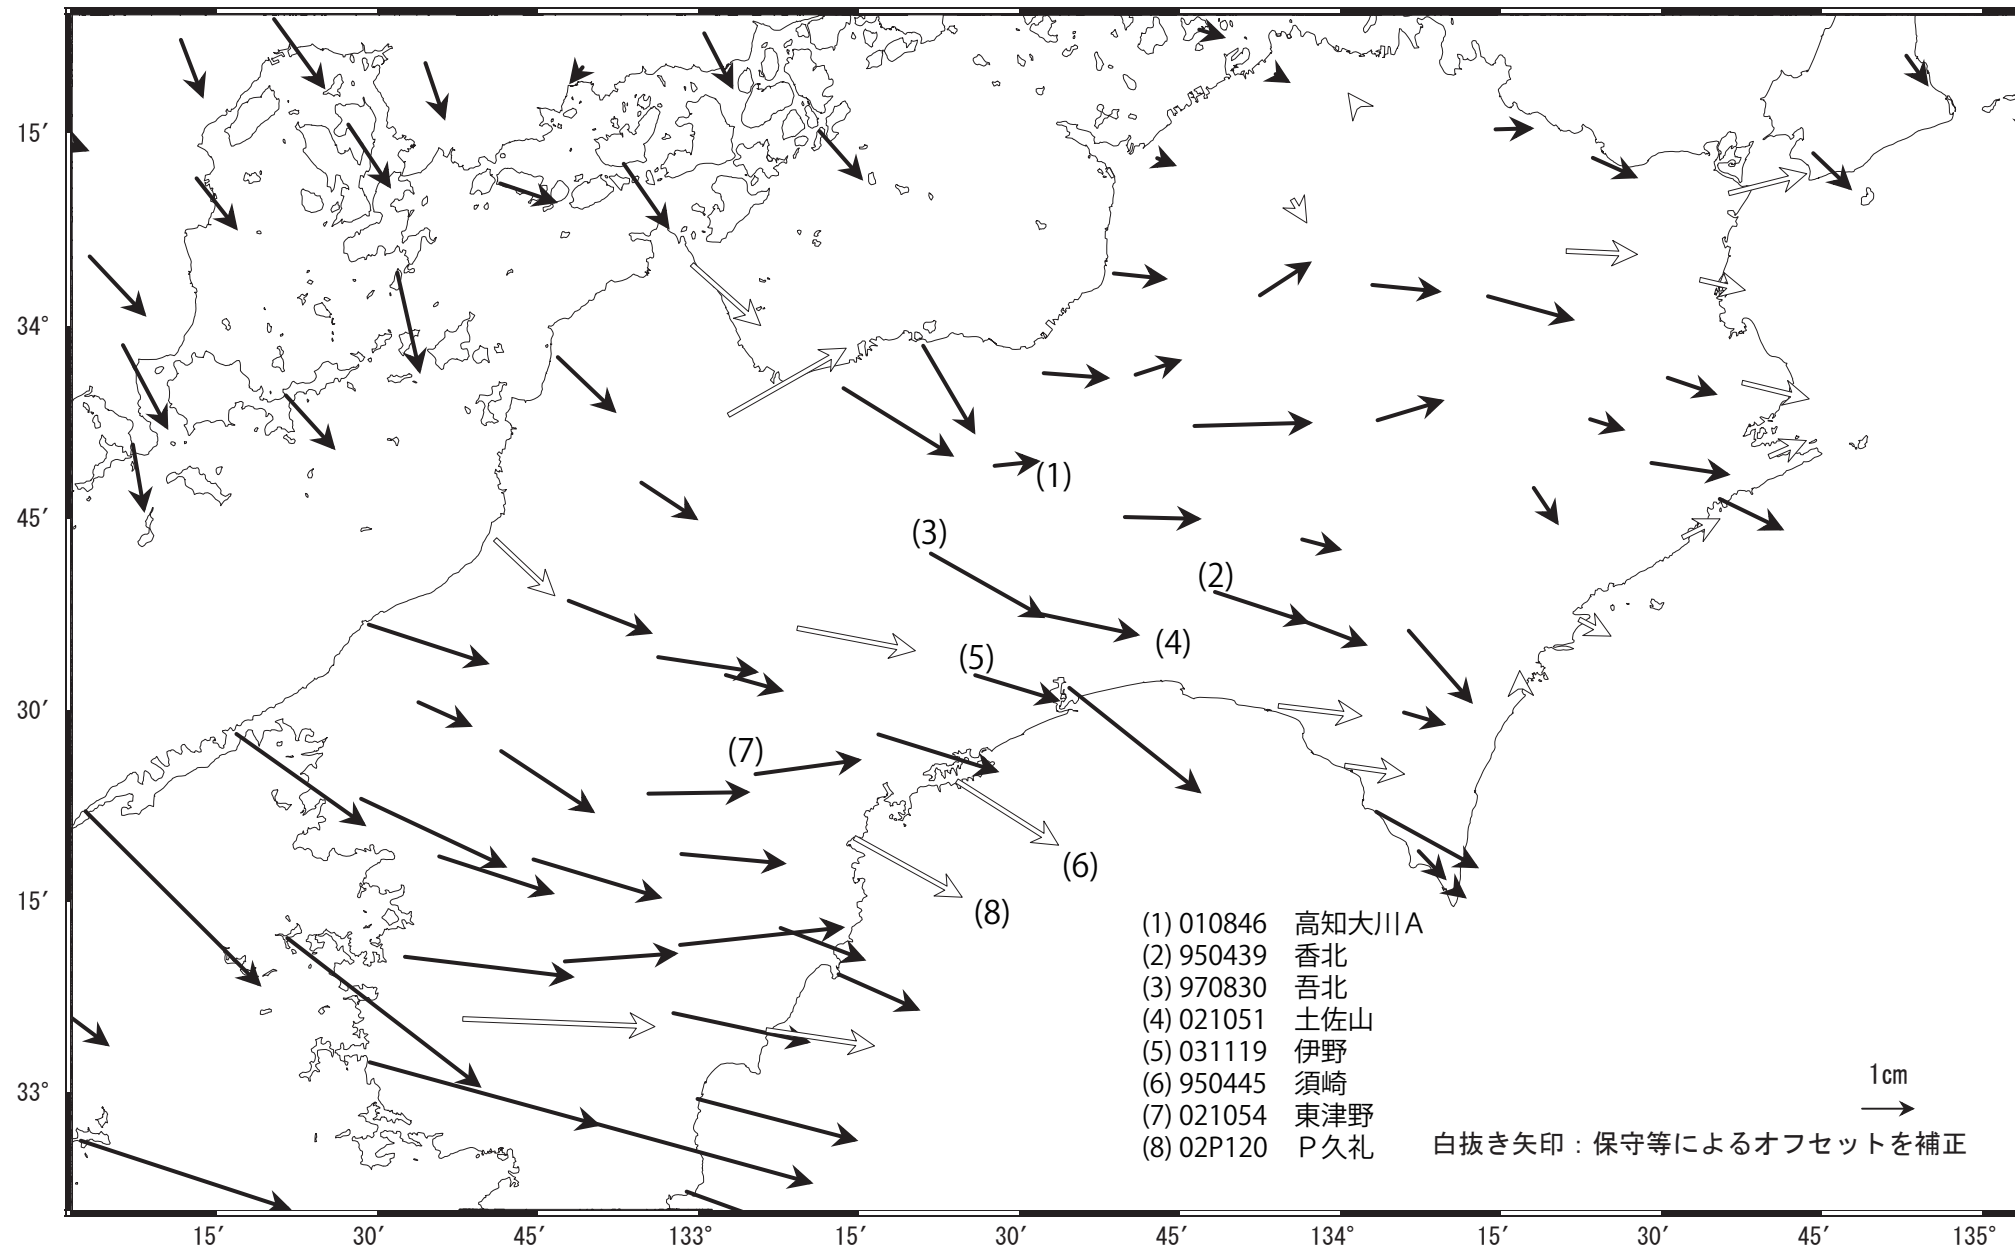 15′
34°
45′
30′
15′
33°
(1)
(3)
(2)
(4)
(5)
(7)
(6)
(8)
(1) 010846 高知大川A
(2) 950439 香北
(3) 970830 吾北
(4) 021051 土佐山
(5) 031119 伊野
(6) 950445 須崎
(7) 021054 東津野
(8) 02P120 P久礼
1cm
白抜き矢印：保守等によるオフセットを補正
15′ 30′ 45′ 133° 15′ 30′ 45′ 134° 15′ 30′ 45′ 135°